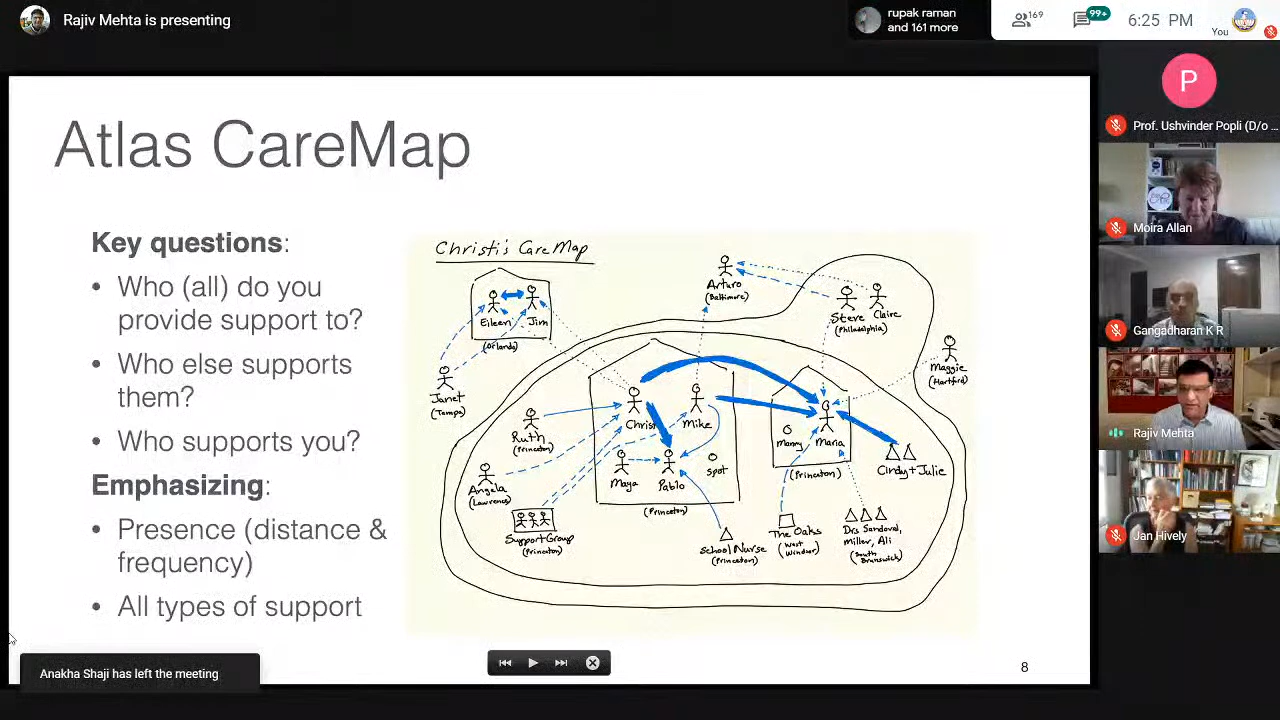 Rajiv Mehta is presenting
rupak raman
and 161 more
169
99+
6:25 PM
You
P
Prof. Ushvinder Popli (D/o ...
Moira Allan
Gangadharan K R
Rajiv Mehta
Jan Hively
Atlas CareMap
Key questions:
• Who (all) do you
provide support to?
• Who else supports
them?
• Who supports you?
Emphasizing:
• Presence (distance &
frequency)
• All types of support
Christi's CareMap
Eileen Jim
(Orlando)
Janet
(Tampa)
Arturo
(Baltimore)
Steve Claire
(Philadelphia)
Maggie
(Hartford)
Ruth
(Princeton)
Angela
(Lawrence)
Support Group
(Princeton)
Christi Mike
Maya Pablo
spot
(Princeton)
Manny Maria
(Princeton)
Cindy + Julie
School Nurse
(Princeton)
The Oaks
(West
Windsor)
Drs Sandoval,
Miller, Ali
(South
Brunswick)
8
Anakha Shaji has left the meeting